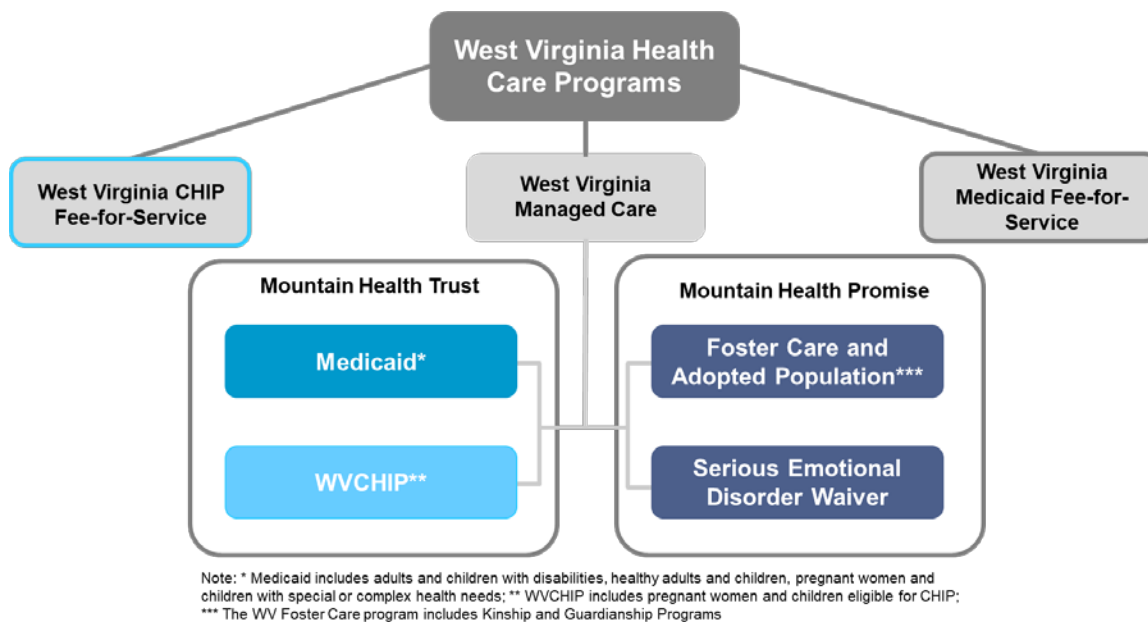 West Virginia Health
Care Programs
West Virginia CHIP
Fee-for-Service
West Virginia
Managed Care
West Virginia
Medicaid Fee-for-
Service
Mountain Health Trust
Medicaid*
WVCHIP**
Mountain Health Promise
Foster Care and
Adopted Population***
Serious Emotional
Disorder Waiver
Note: * Medicaid includes adults and children with disabilities, healthy adults and children, pregnant women and
children with special or complex health needs; ** WVCHIP includes pregnant women and children eligible for CHIP;
*** The WV Foster Care program includes Kinship and Guardianship Programs